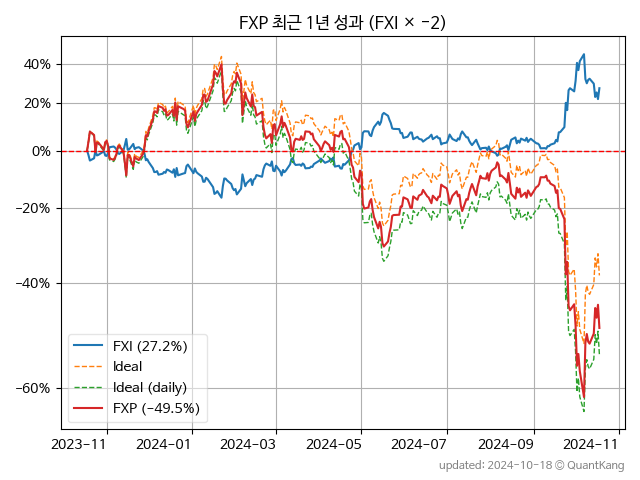 FXP 최근 1년 성과 (FXI × −2)
40%
20%
0%
−20%
−40%
−60%
FXI (27.2%)
Ideal
Ideal (daily)
FXP (−49.5%)
2023-11 2024-01 2024-03 2024-05 2024-07 2024-09 2024-11
updated: 2024-10-18 © QuantKang